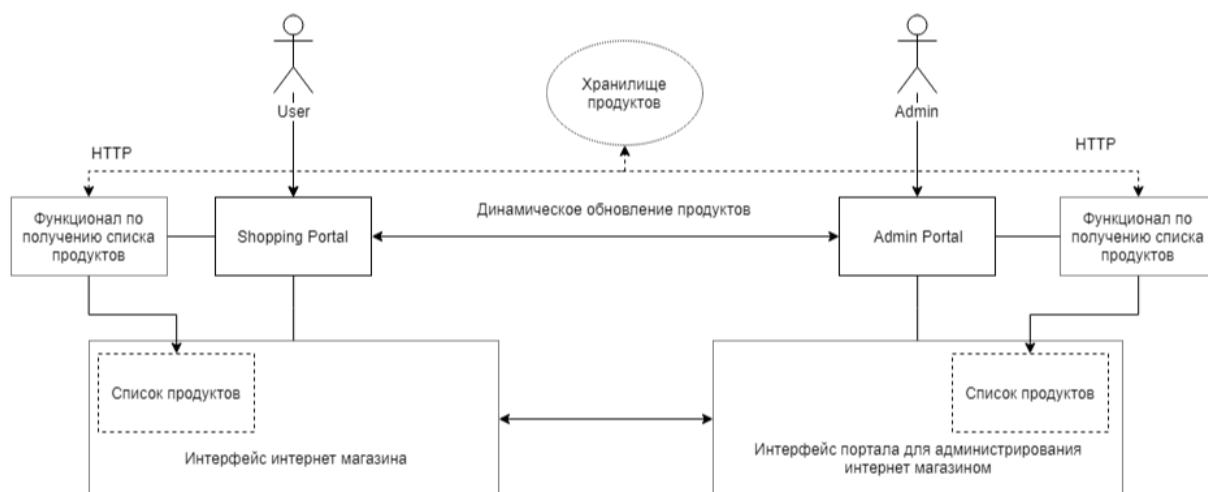 Хранилище
продуктов
User
Admin
HTTP
HTTP
Функционал по
получению списка
продуктов
Shopping Portal
Динамическое обновление продуктов
Admin Portal
Функционал по
получению списка
продуктов
Список продуктов
Список продуктов
Интерфейс интернет магазина
Интерфейс портала для администрирования
интернет магазином